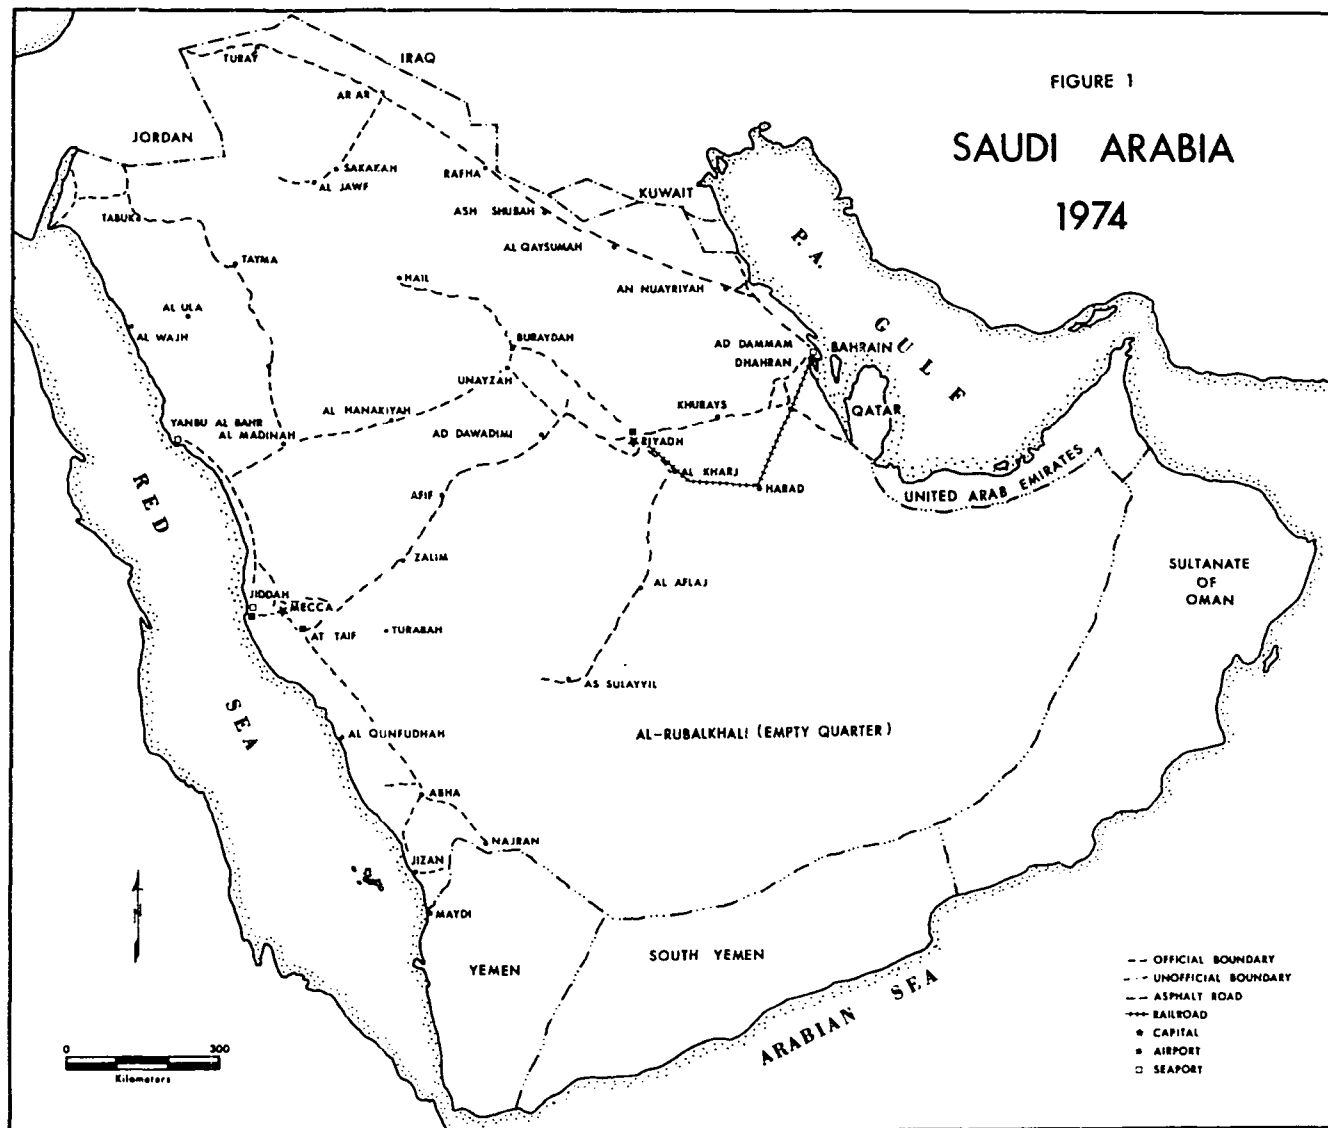 FIGURE 1
SAUDI ARABIA
1974
IRAQ
TURAYF
AR AR
JORDAN
SAKAKAH
AL JAWF
RAFHA
KUWAIT
TABUK
ASH SHUBAH
AL QAYSUMAH
P. A.
GULF
TAYMA
HAIL
AN NUAYRIYAH
AL ULA
AL WAJH
BURAYDAH
AD DAMMAM
BAHRAIN
DHAHRAN
UNAYZAH
KHURAYS
QATAR
YANBU AL BAHR
AL HANAKIYAH
AL MADINAH
AD DAWADIMI
RIYADH
AL KHARJ
HARAD
UNITED ARAB EMIRATES
RED
SEA
AFIF
ZALIM
SULTANATE
OF
OMAN
AL AFLAJ
JIDDAH
MECCA
AT TAIF
TURABAH
AS SULAYYIL
AL QUNFUDHAH
AL-RUBALKHALI (EMPTY QUARTER)
ABHA
NAJRAN
JIZAN
MAYDI
YEMEN
SOUTH YEMEN
ARABIAN SEA
N
OFFICIAL BOUNDARY
UNOFFICIAL BOUNDARY
ASPHALT ROAD
RAILROAD
CAPITAL
AIRPORT
SEAPORT
0 300
Kilometers